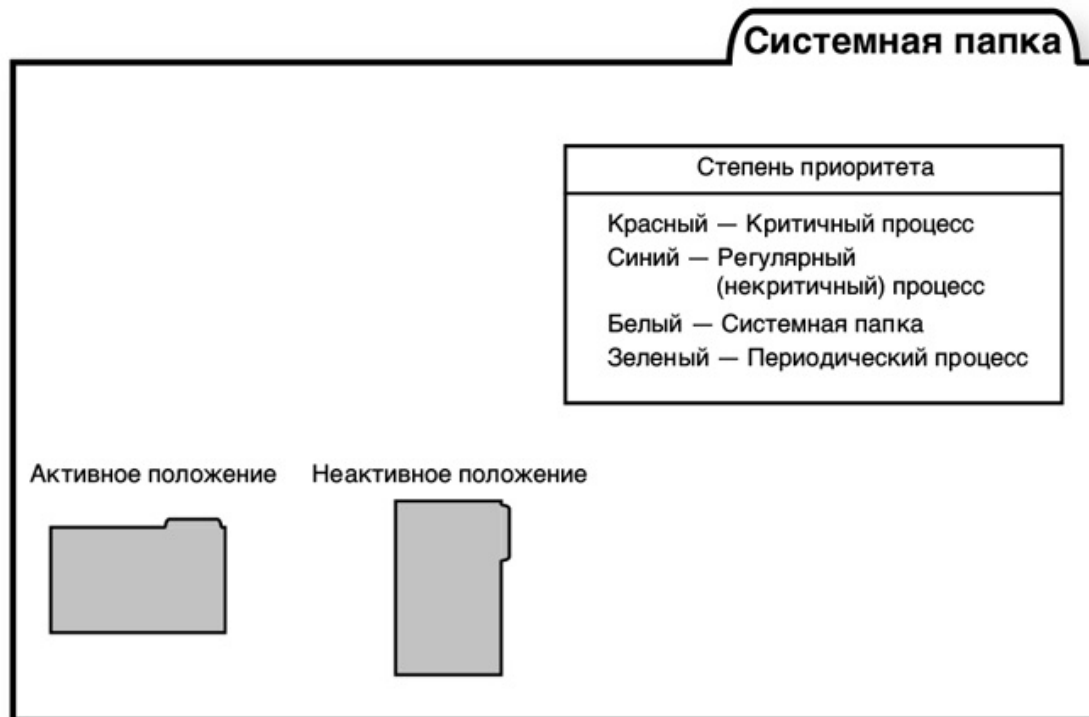 Системная папка
Степень приоритета
Красный — Критичный процесс
Синий — Регулярный
(некритичный) процесс
Белый — Системная папка
Зеленый — Периодический процесс
Активное положение
Неактивное положение